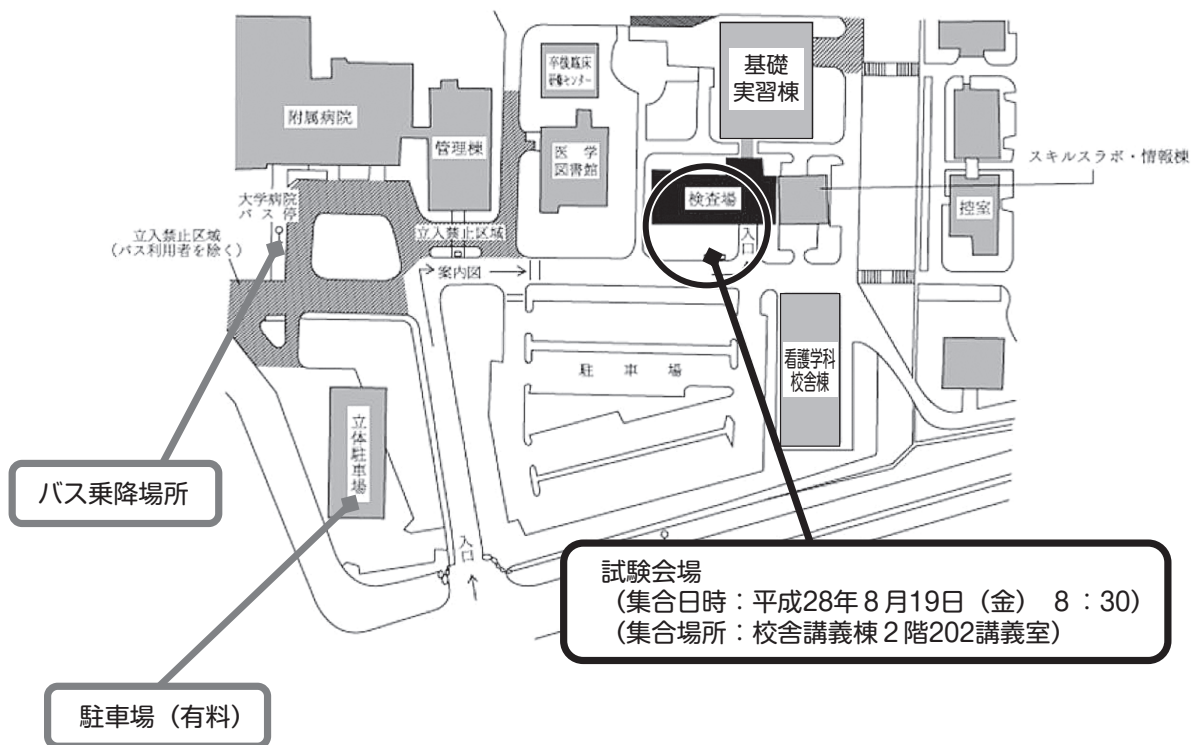 基礎
実習棟
卒後臨床
研修センター
附属病院
管理棟
医学
図書館
スキルスラボ・情報棟
検査場
控室
大学病院
バス停
立入禁止区域
(バス利用者を除く)
立入禁止区域
入口
案内図
駐車場
看護学科
校舎棟
立体駐車場
バス乗降場所
入口
試験会場
(集合日時:平成28年8月19日(金) 8:30)
(集合場所:校舎講義棟2階202講義室)
駐車場(有料)